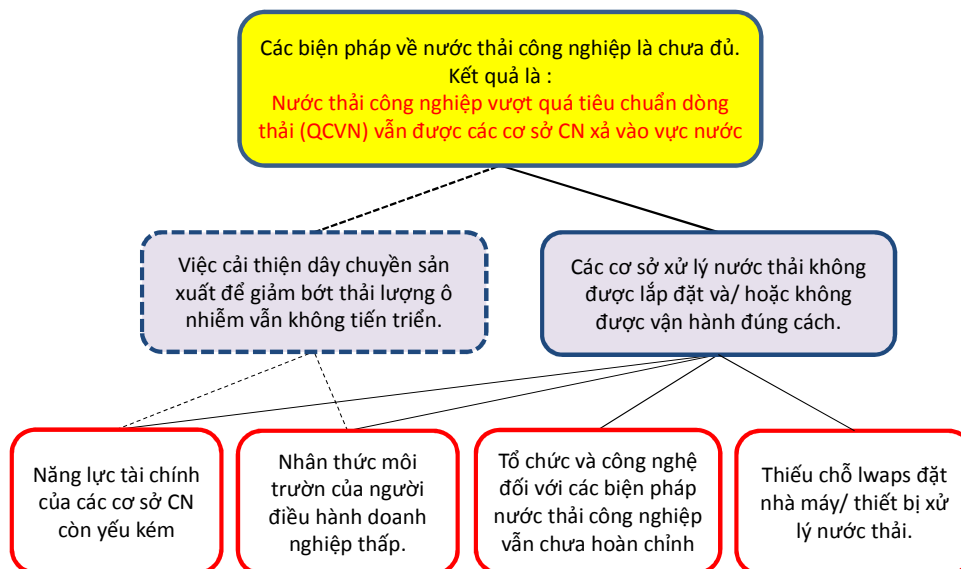 Các biện pháp về nước thải công nghiệp là chưa đủ.
Kết quả là :
Nước thải công nghiệp vượt quá tiêu chuẩn dòng
thải (QCVN) vẫn được các cơ sở CN xả vào vực nước
Việc cải thiện dây chuyền sản
xuất để giảm bớt thải lượng ô
nhiễm vẫn không tiến triển.
Các cơ sở xử lý nước thải không
được lắp đặt và/ hoặc không
được vận hành đúng cách.
Năng lực tài chính
của các cơ sở CN
còn yếu kém
Nhân thức môi
trườn của người
điều hành doanh
nghiệp thấp.
Tổ chức và công nghệ
đối với các biện pháp
nước thải công nghiệp
vẫn chưa hoàn chỉnh
Thiếu chỗ lwaps đặt
nhà máy/ thiết bị xử
lý nước thải.